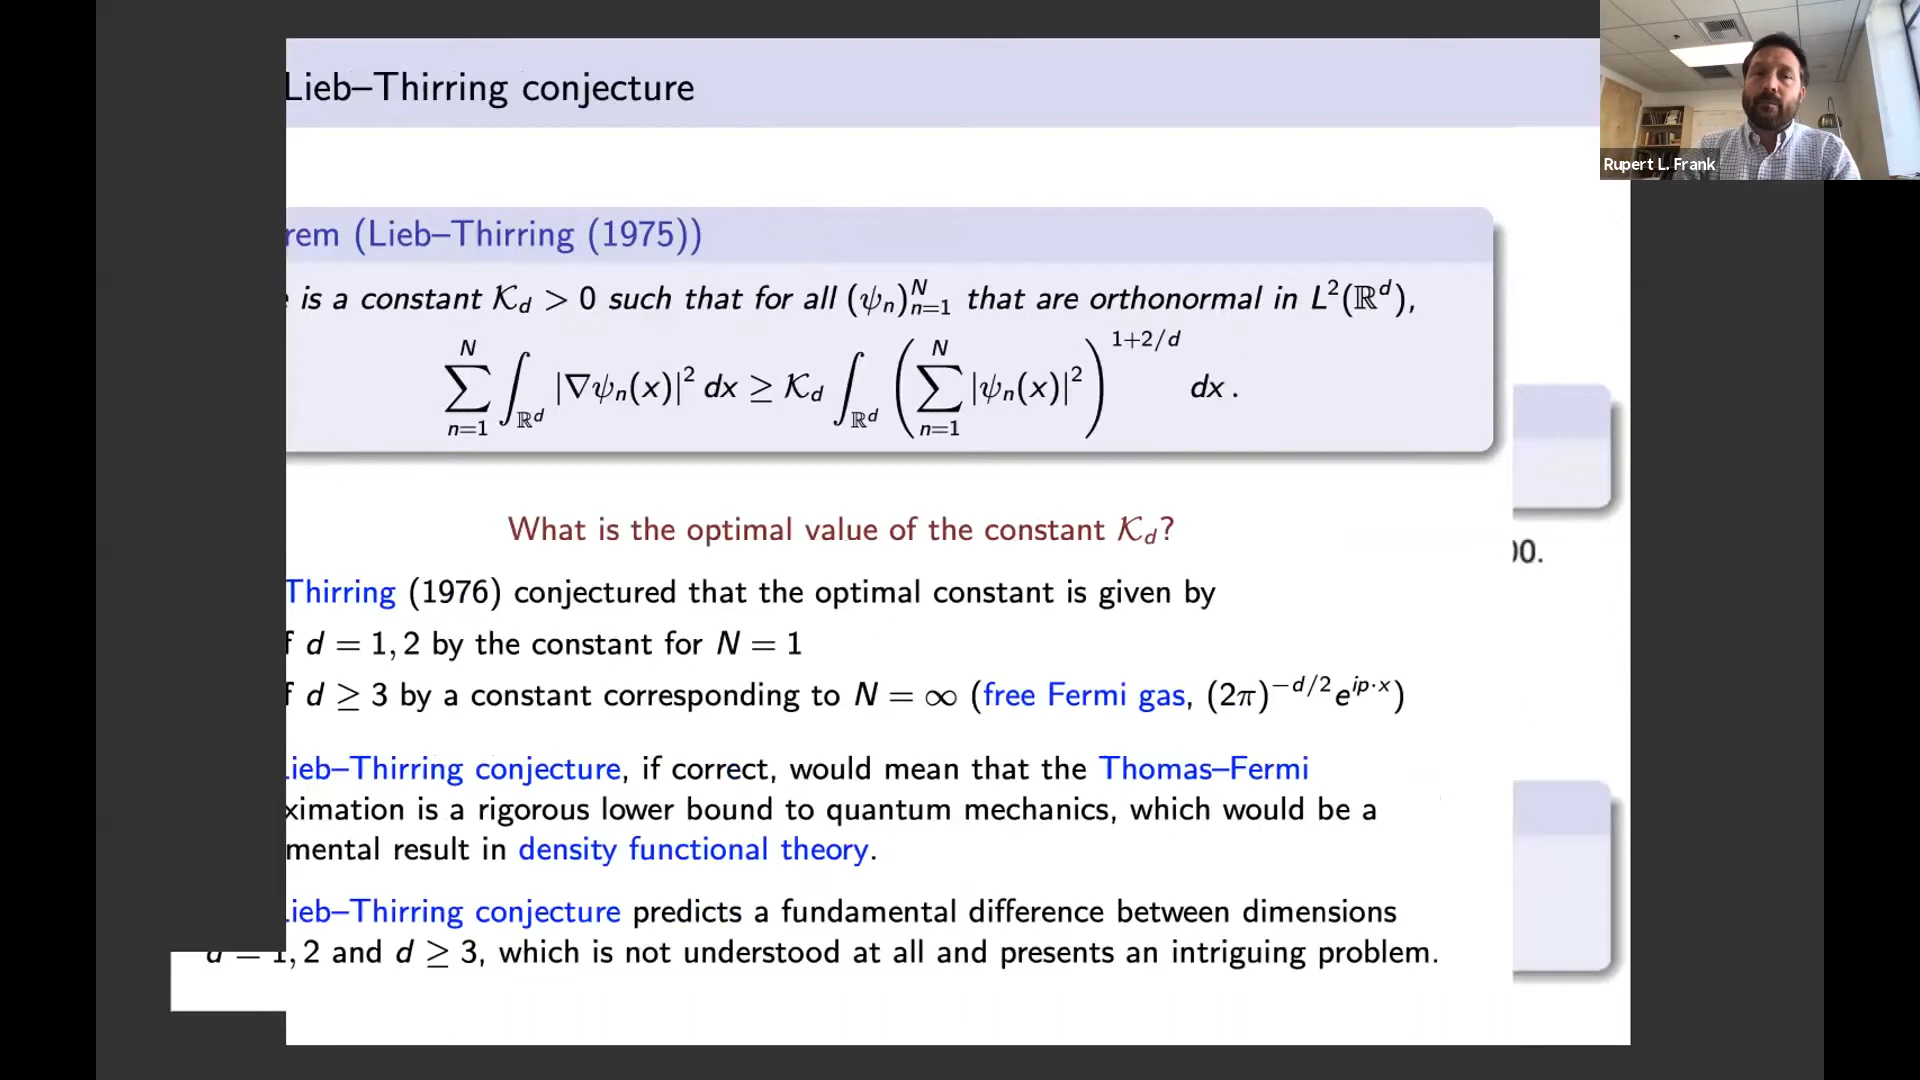 Lieb–Thirring conjecture
Rupert L. Frank
rem (Lieb–Thirring (1975))
is a constant 𝒦_d > 0 such that for all (ψ_n)_{n=1}^N that are orthonormal in L²(ℝ^d),
∑_{n=1}^N ∫_{ℝ^d} |∇ψ_n(x)|² dx ≥ 𝒦_d ∫_{ℝ^d} (∑_{n=1}^N |ψ_n(x)|²)^{1+2/d} dx .
What is the optimal value of the constant 𝒦_d?
00.
Thirring (1976) conjectured that the optimal constant is given by
f d = 1, 2 by the constant for N = 1
f d ≥ 3 by a constant corresponding to N = ∞ (free Fermi gas, (2π)^{−d/2}e^{ip·x})
Lieb–Thirring conjecture, if correct, would mean that the Thomas–Fermi
ximation is a rigorous lower bound to quantum mechanics, which would be a
mental result in density functional theory.
Lieb–Thirring conjecture predicts a fundamental difference between dimensions
d = 1, 2 and d ≥ 3, which is not understood at all and presents an intriguing problem.